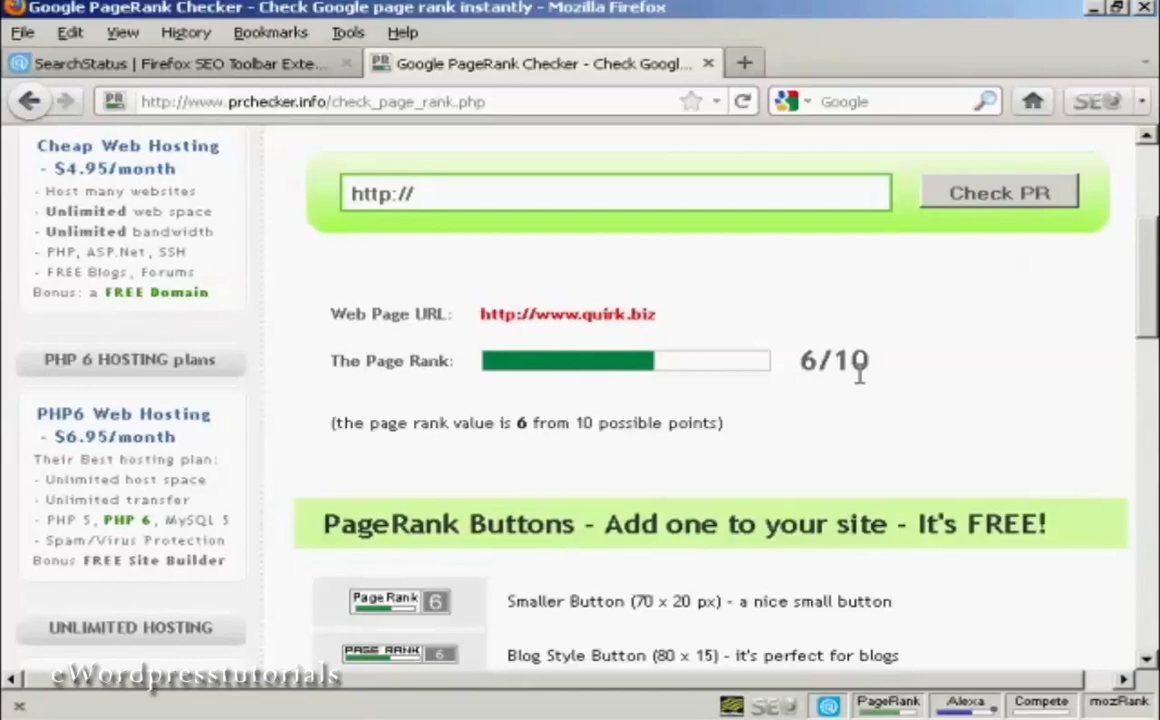 Google PageRank Checker - Check Google page rank instantly - Mozilla Firefox
File Edit View History Bookmarks Tools Help
SearchStatus | Firefox SEO Toolbar Exte...
Google PageRank Checker - Check Googl...
http://www.prchecker.info/check_page_rank.php
Google
Cheap Web Hosting
- $4.95/month
- Host many websites
- Unlimited web space
- Unlimited bandwidth
- PHP, ASP.Net, SSH
- FREE Blogs, Forums
Bonus: a FREE Domain
PHP 6 HOSTING plans
PHP6 Web Hosting
- $6.95/month
Their Best hosting plan:
- Unlimited host space
- Unlimited transfer
- PHP 5, PHP 6, MySQL 5
- Spam/Virus Protection
Bonus FREE Site Builder
UNLIMITED HOSTING
http://
Check PR
Web Page URL: http://www.quirk.biz
The Page Rank: 6/10
(the page rank value is 6 from 10 possible points)
PageRank Buttons - Add one to your site - It's FREE!
Page Rank 6
Smaller Button (70 x 20 px) - a nice small button
PAGE RANK 6
Blog Style Button (80 x 15) - it's perfect for blogs
eWordpresstutorials
PageRank Alexa Compete mozRank